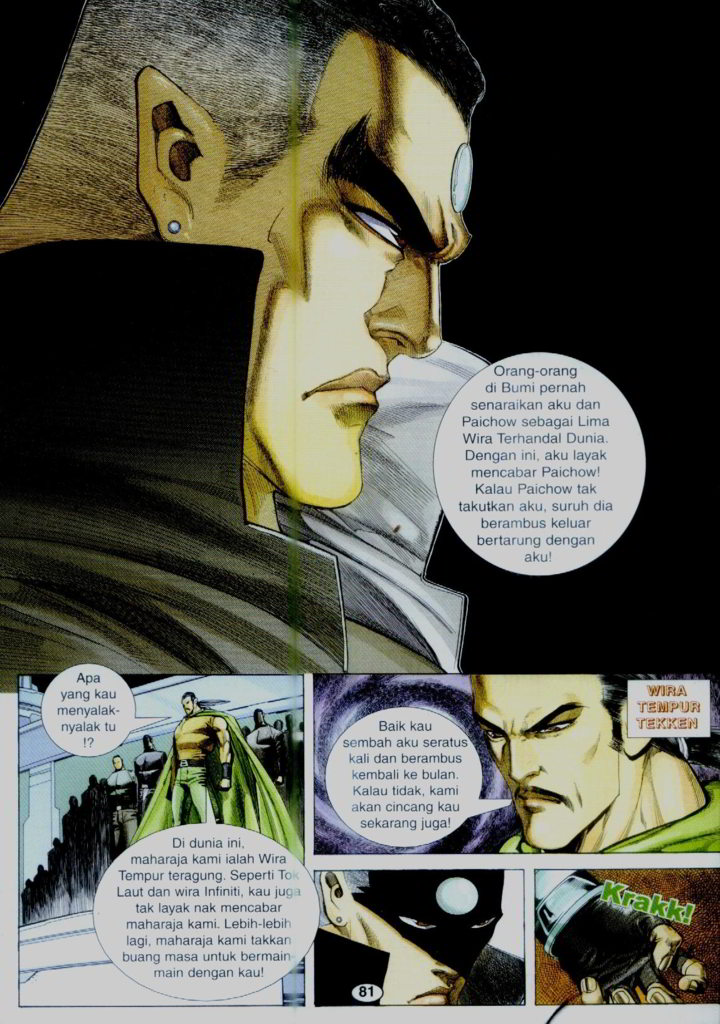 Orang-orang
di Bumi pernah
senaraikan aku dan
Paichow sebagai Lima
Wira Terhandal Dunia.
Dengan ini, aku layak
mencabar Paichow!
Kalau Paichow tak
takutkan aku, suruh dia
berambus keluar
bertarung dengan
aku!
Apa
yang kau
menyalak-
nyalak tu
!?
Di dunia ini,
maharaja kami ialah Wira
Tempur teragung. Seperti Tok
Laut dan wira Infiniti, kau juga
tak layak nak mencabar
maharaja kami. Lebih-lebih
lagi, maharaja kami takkan
buang masa untuk bermain-
main dengan kau!
WIRA
TEMPUR
TEKKEN
Baik kau
sembah aku seratus
kali dan berambus
kembali ke bulan.
Kalau tidak, kami
akan cincang kau
sekarang juga!
Krakk!
81